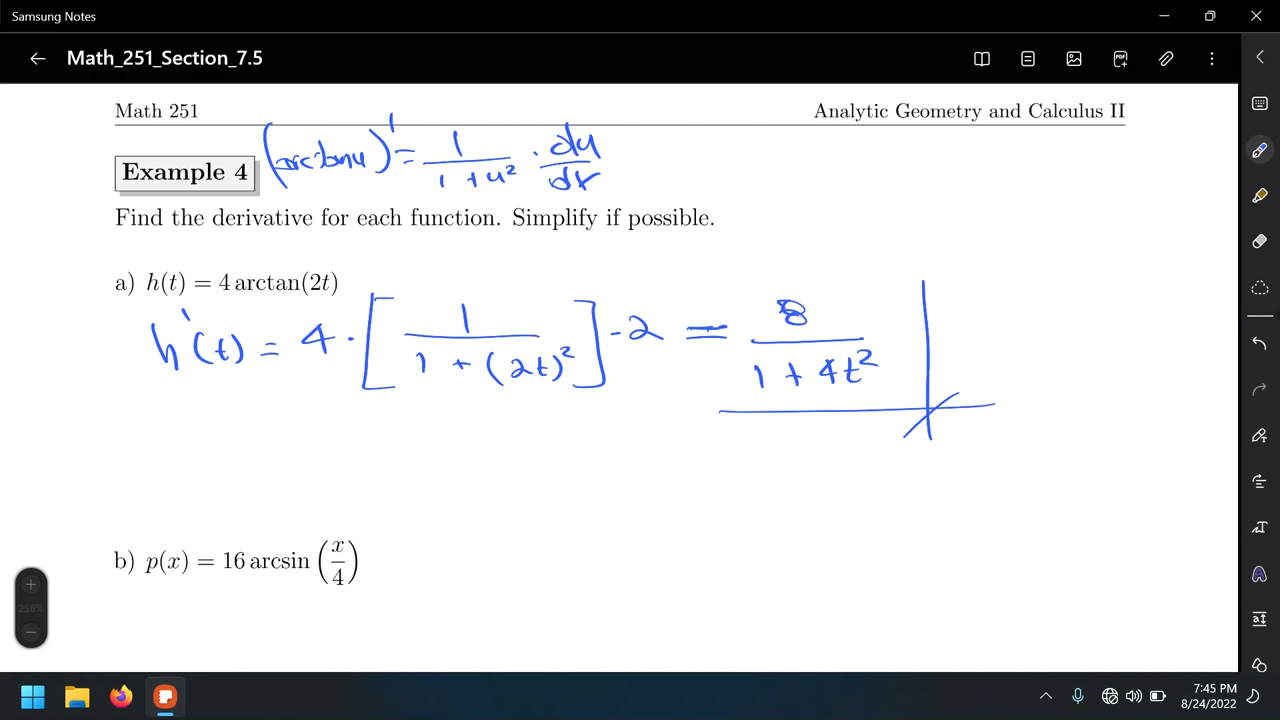 Samsung Notes
Math_251_Section_7.5
Math 251 Analytic Geometry and Calculus II
(arctan u)' = 1/(1 + u²) · du/dx
Example 4
Find the derivative for each function. Simplify if possible.
a) h(t) = 4 arctan(2t)
h'(t) = 4 · [1/(1 + (2t)²)] · 2 = 8/(1 + 4t²)
b) p(x) = 16 arcsin (x/4)
258%
7:45 PM
8/24/2022